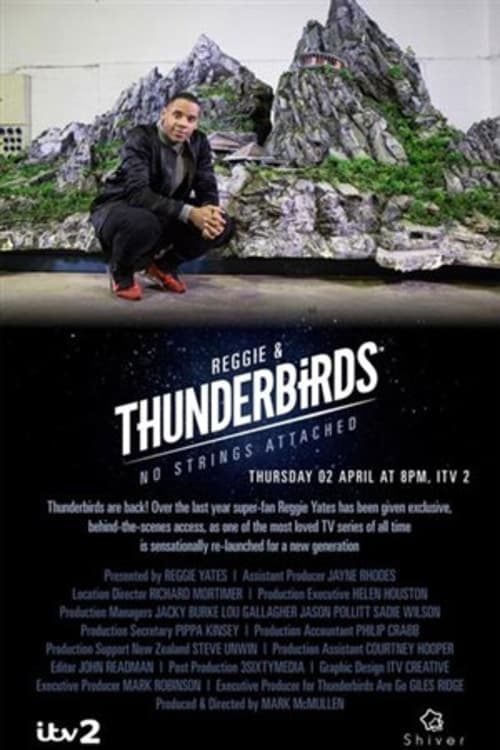 REGGIE &
THUNDERBiRDS™
NO STRINGS ATTACHED
THURSDAY 02 APRIL AT 8PM, ITV 2
Thunderbirds are back! Over the last year super-fan Reggie Yates has been given exclusive,
behind-the-scenes access, as one of the most loved TV series of all time
is sensationally re-launched for a new generation
Presented by REGGIE YATES | Assistant Producer JAYNE RHODES
Location Director RICHARD MORTIMER | Production Executive HELEN HOUSTON
Production Managers JACKY BURKE LOU GALLAGHER JASON POLLITT SADIE WILSON
Production Secretary PIPPA KINSEY | Production Accountant PHILIP CRABB
Production Support New Zealand STEVE UNWIN | Production Assistant COURTNEY HOOPER
Editor JOHN READMAN | Post Production 3SIXTYMEDIA | Graphic Design ITV CREATIVE
Executive Producer MARK ROBINSON | Executive Producer for Thunderbirds Are Go GILES RIDGE
Produced & Directed by MARK McMULLEN
itv2
Shiver